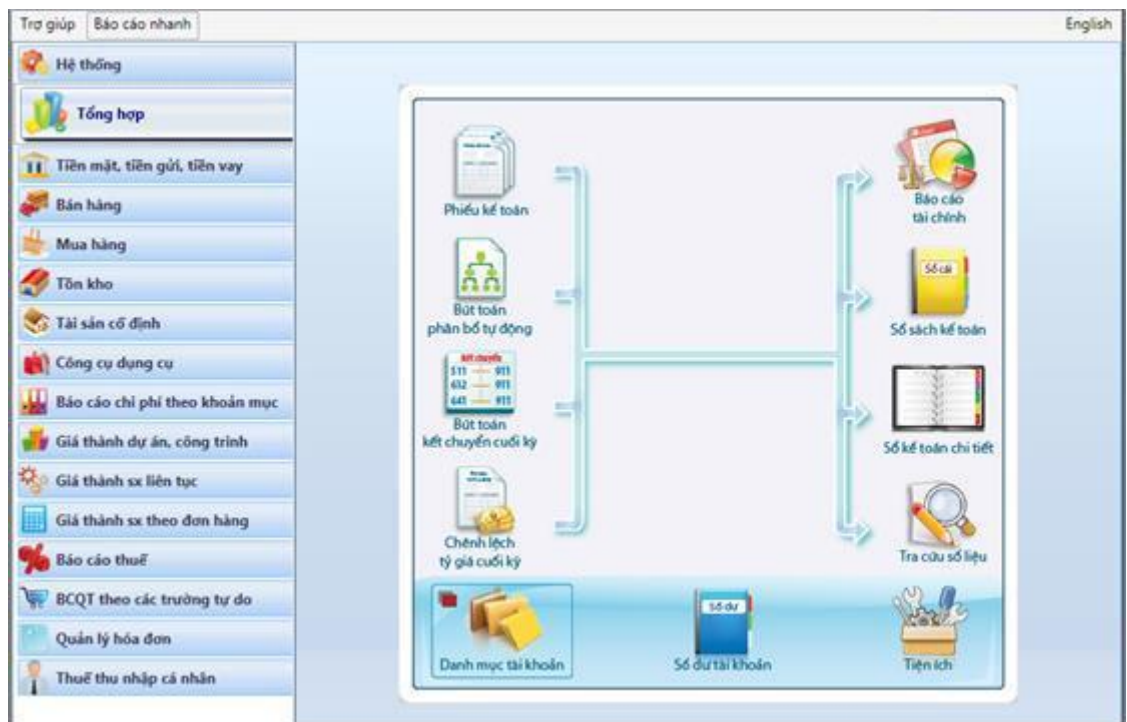 Trợ giúp
Báo cáo nhanh
English
Hệ thống
Tổng hợp
Tiền mặt, tiền gửi, tiền vay
Bán hàng
Mua hàng
Tồn kho
Tài sản cố định
Công cụ dụng cụ
Báo cáo chi phí theo khoản mục
Giá thành dự án, công trình
Giá thành sx liên tục
Giá thành sx theo đơn hàng
Báo cáo thuế
BCQT theo các trường tự do
Quản lý hóa đơn
Thuế thu nhập cá nhân
Phiếu kế toán
Bút toán
phân bổ tự động
Kết chuyển
511 911
632 911
641 911
Bút toán
kết chuyển cuối kỳ
Chênh lệch
tỷ giá cuối kỳ
Báo cáo
tài chính
Sổ cái
Sổ sách kế toán
Sổ kế toán chi tiết
Tra cứu số liệu
Danh mục tài khoản
Số dư
Số dư tài khoản
Tiện ích